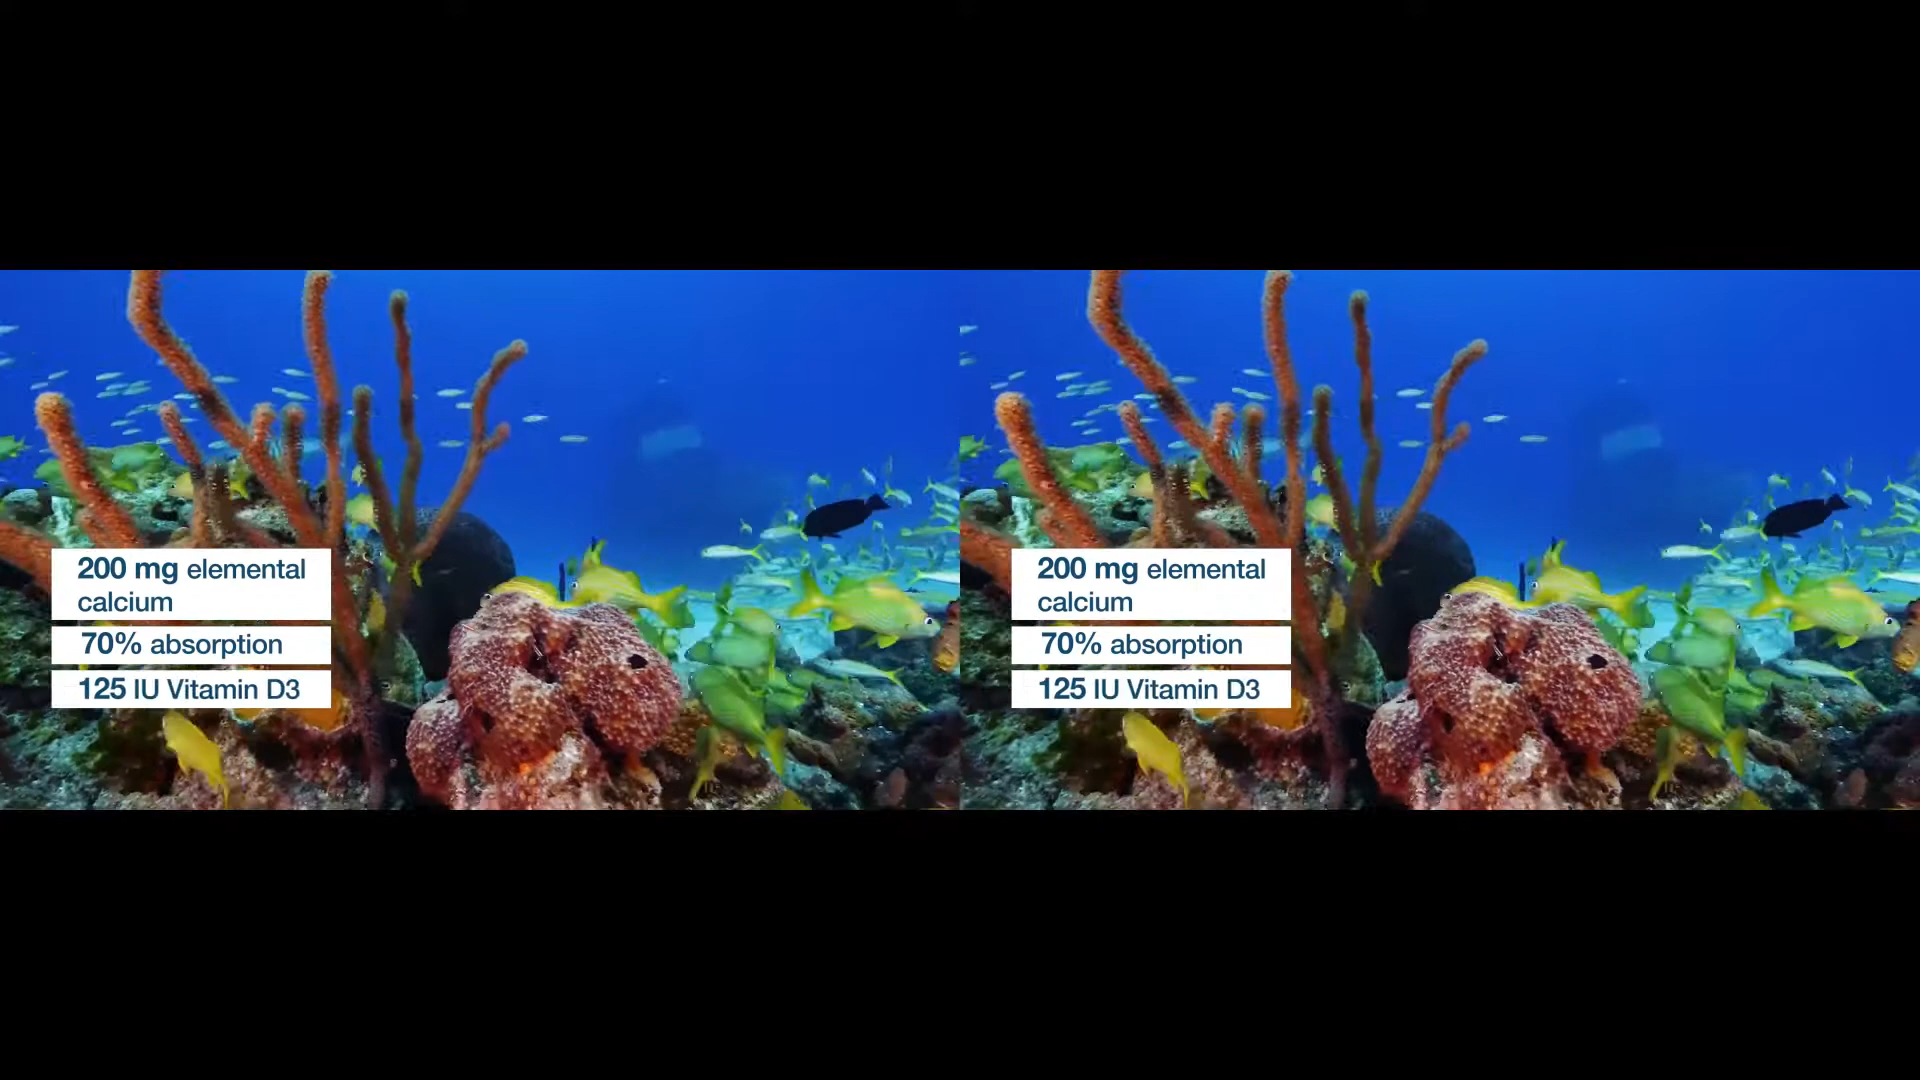 200 mg elemental
calcium
70% absorption
125 IU Vitamin D3
200 mg elemental
calcium
70% absorption
125 IU Vitamin D3